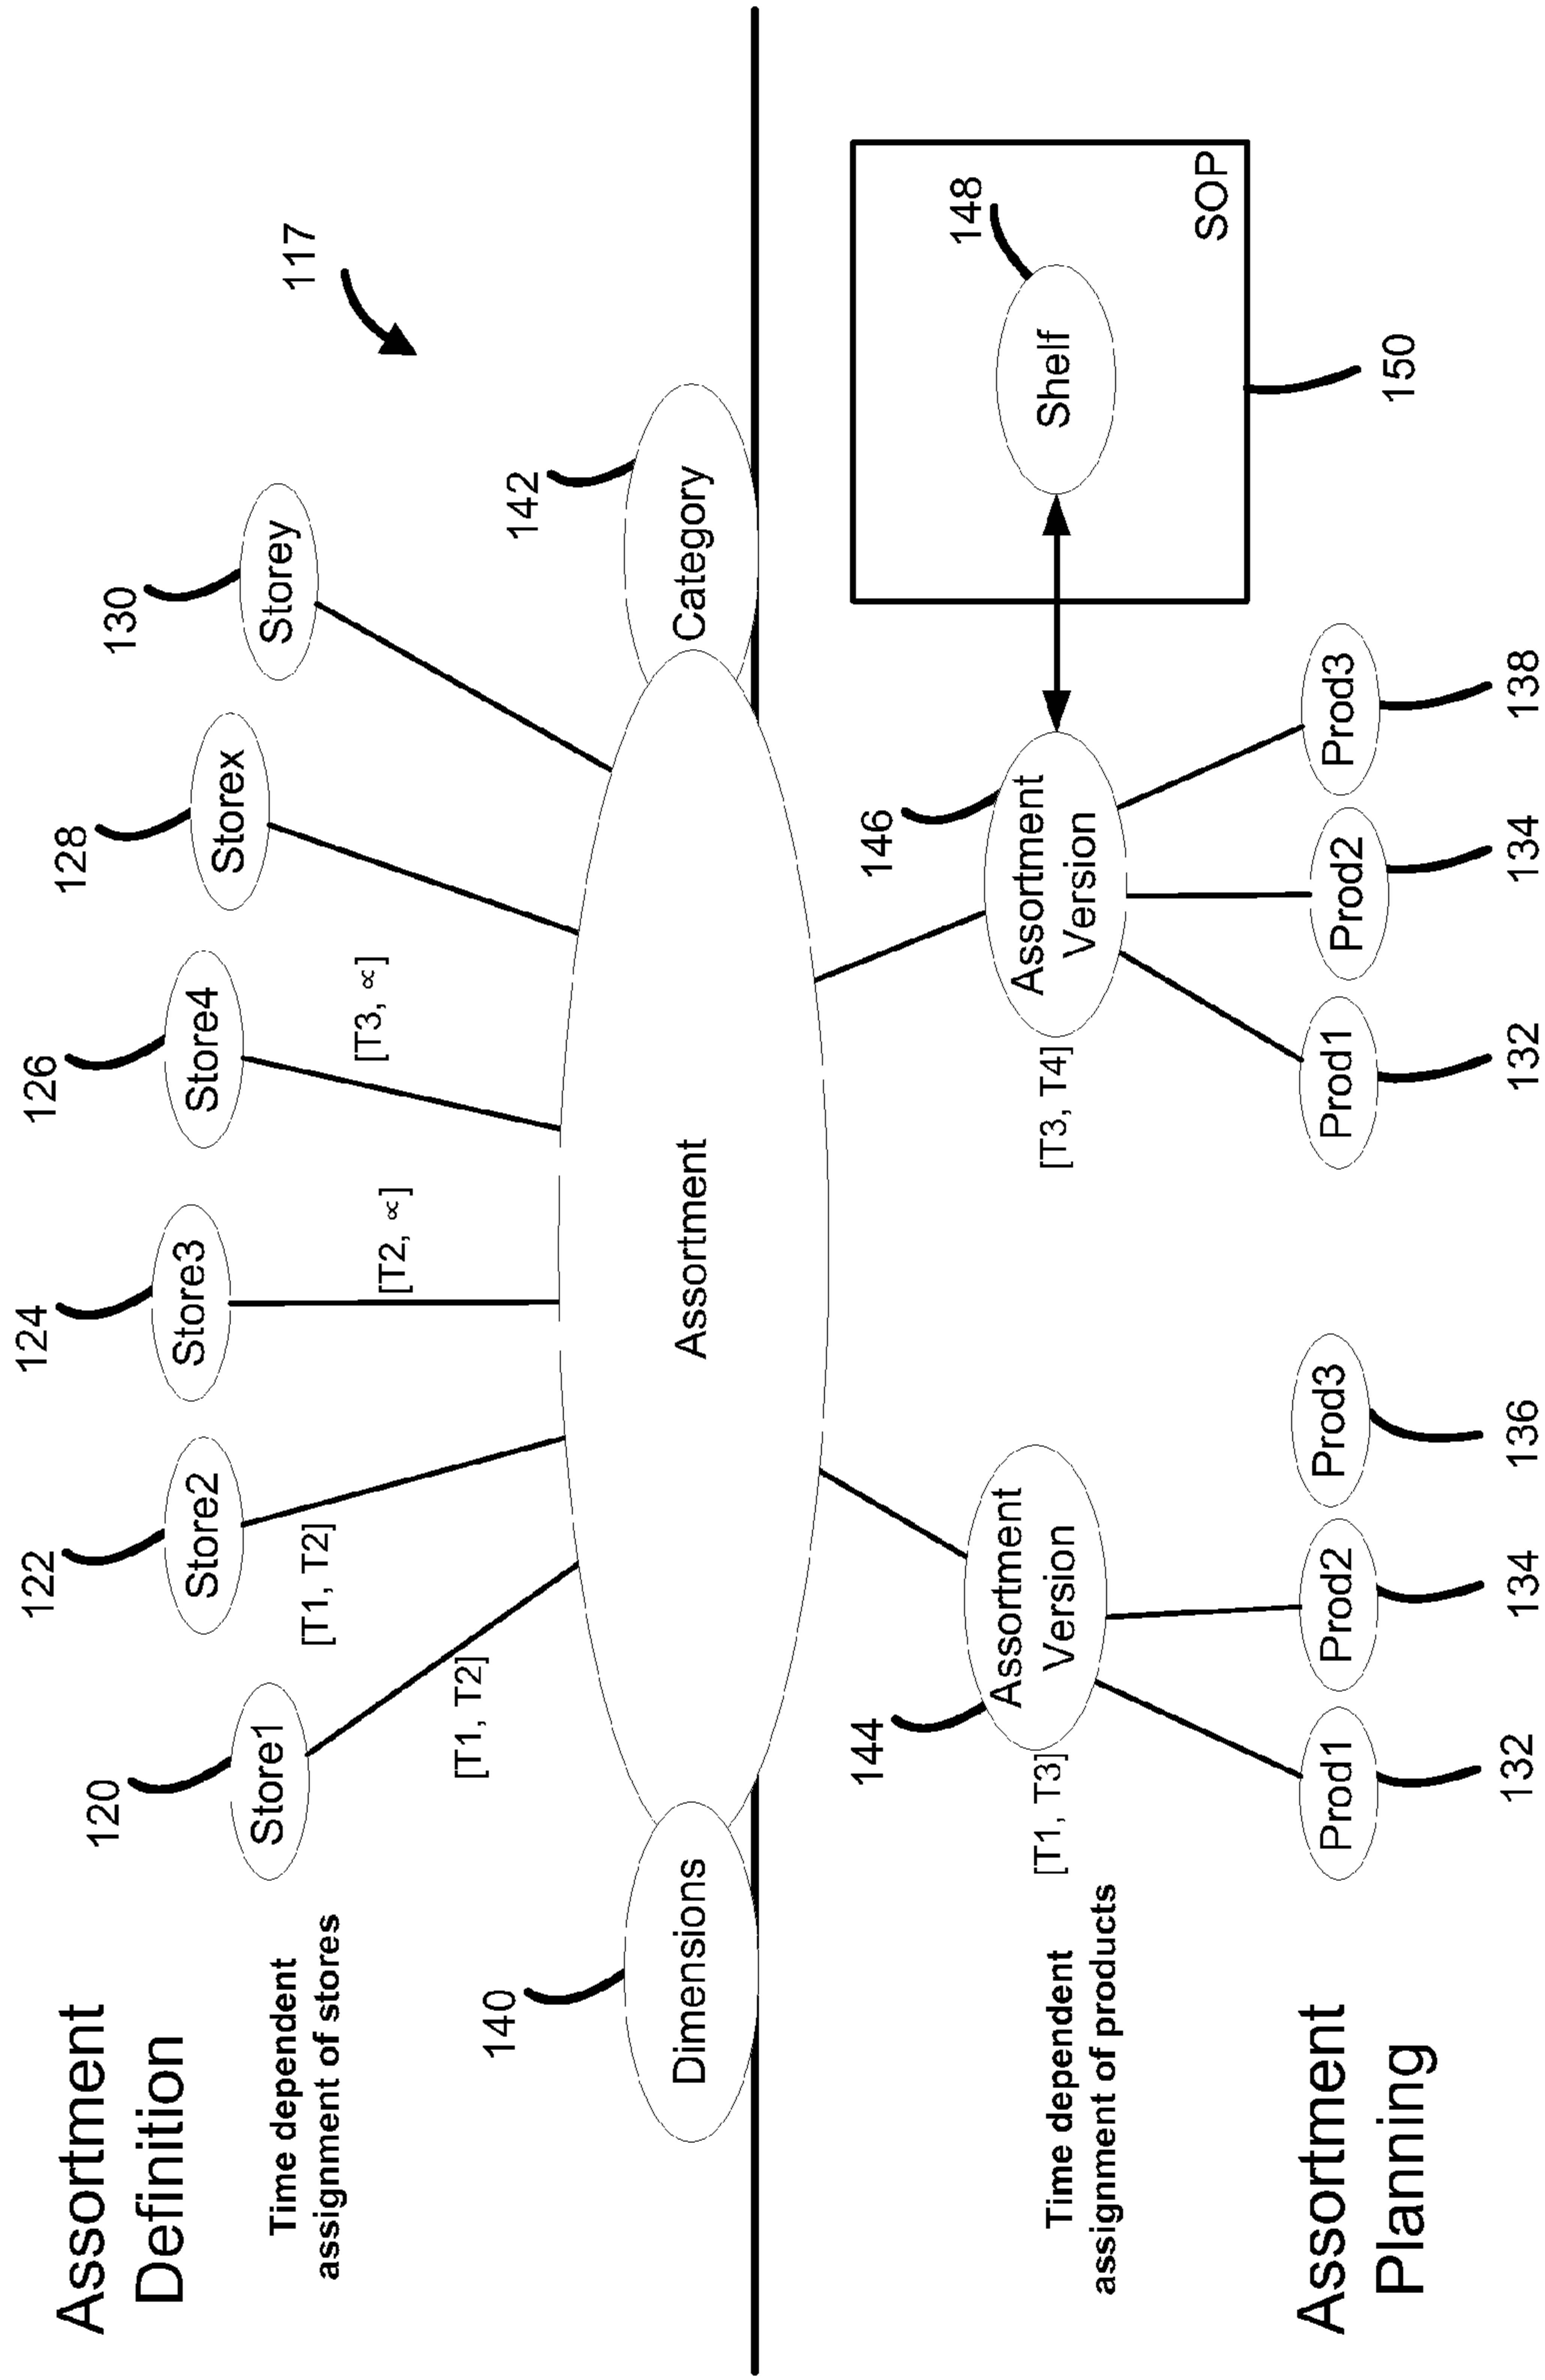 Assortment
Definition
Time dependent
assignment of stores
117
120
Store1
[T1, T2]
122
Store2
[T1, T2]
124
Store3
[T2, ∝]
126
Store4
[T3, ∝]
128
Storex
130
Storey
140
Dimensions
Assortment
142
Category
Time dependent
assignment of products
144
Assortment
Version
[T1, T3]
146
Assortment
Version
[T3, T4]
148
Shelf
SOP
150
Assortment
Planning
Prod1
132
Prod2
134
Prod3
136
Prod1
132
Prod2
134
Prod3
138